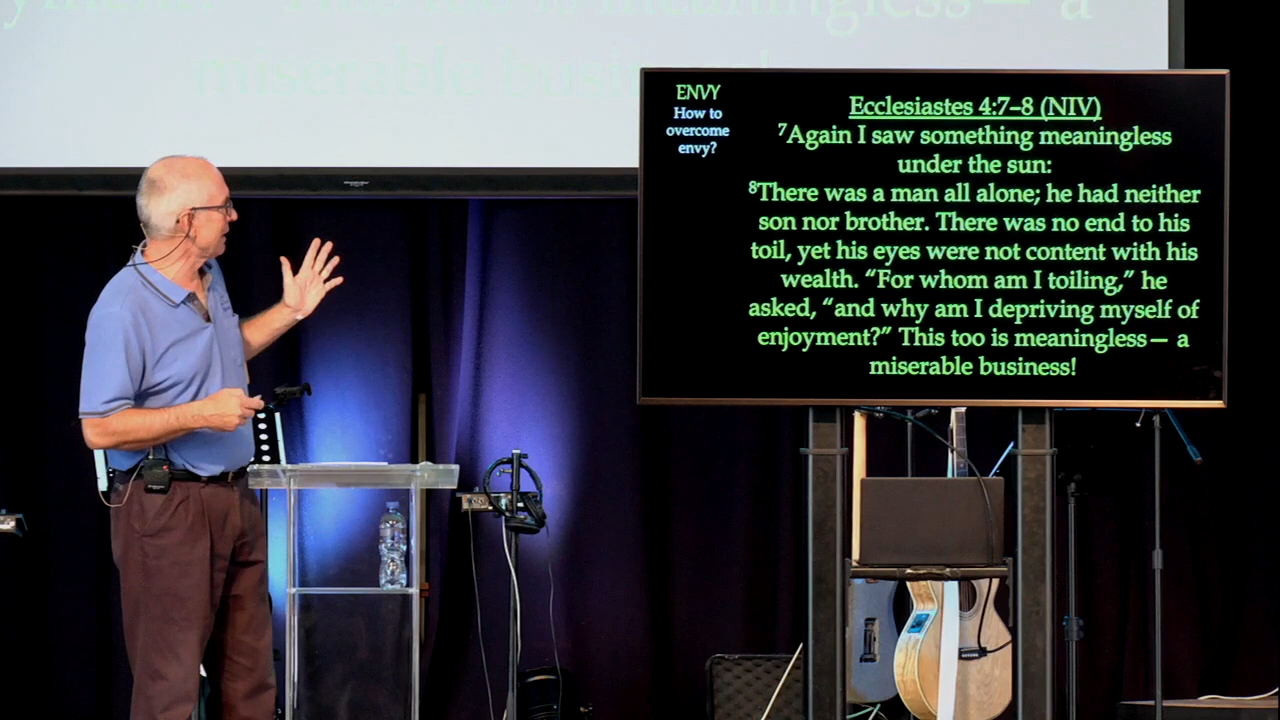 miserable
meaningless— a
ENVY
How to
overcome
envy?
Ecclesiastes 4:7–8 (NIV)
⁷Again I saw something meaningless
under the sun:
⁸There was a man all alone; he had neither
son nor brother. There was no end to his
toil, yet his eyes were not content with his
wealth. “For whom am I toiling,” he
asked, “and why am I depriving myself of
enjoyment?” This too is meaningless— a
miserable business!